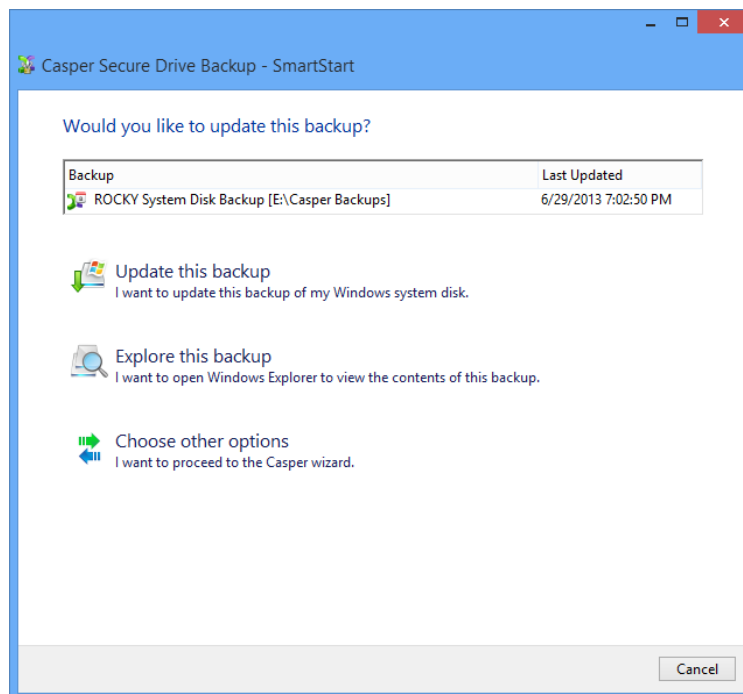 Casper Secure Drive Backup - SmartStart
Would you like to update this backup?
Backup Last Updated
ROCKY System Disk Backup [E:\Casper Backups] 6/29/2013 7:02:50 PM
Update this backup
I want to update this backup of my Windows system disk.
Explore this backup
I want to open Windows Explorer to view the contents of this backup.
Choose other options
I want to proceed to the Casper wizard.
Cancel